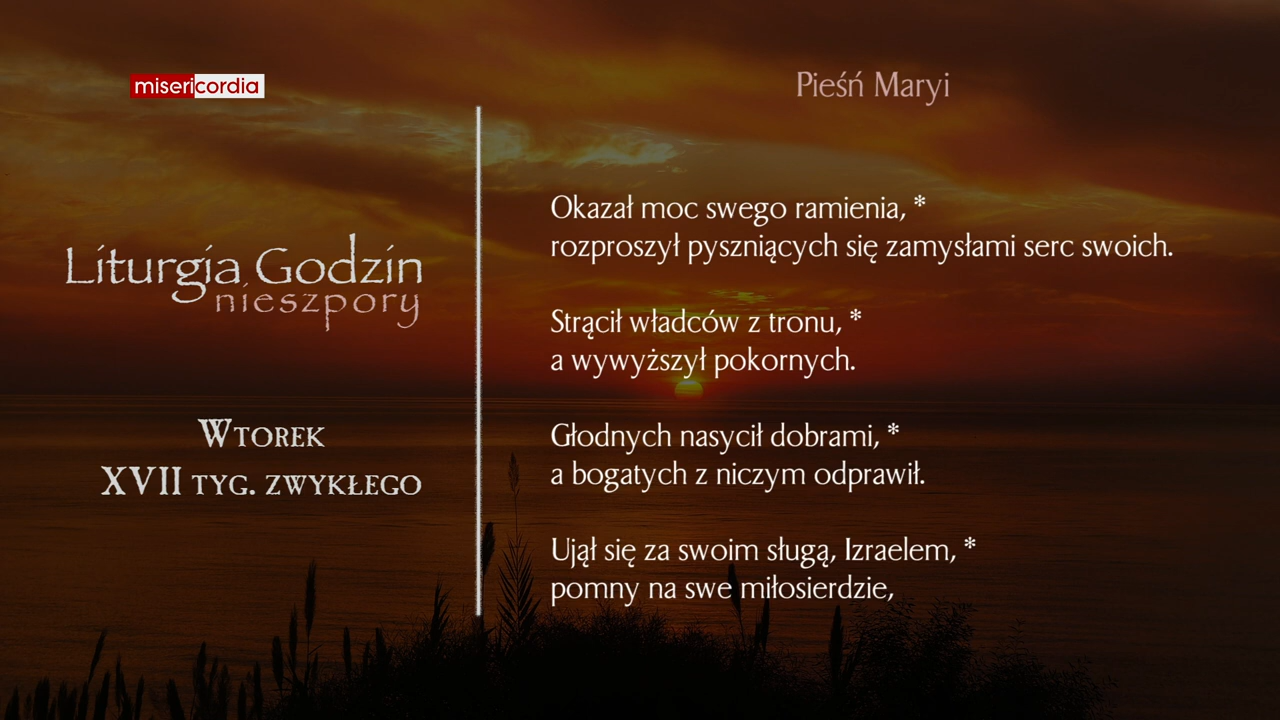 misericordia
Liturgia Godzin
nieszpory
Wtorek
XVII tyg. zwykłego
Pieśń Maryi
Okazał moc swego ramienia, *
rozproszył pyszniących się zamysłami serc swoich.
Strącił władców z tronu, *
a wywyższył pokornych.
Głodnych nasycił dobrami, *
a bogatych z niczym odprawił.
Ujął się za swoim sługą, Izraelem, *
pomny na swe miłosierdzie,